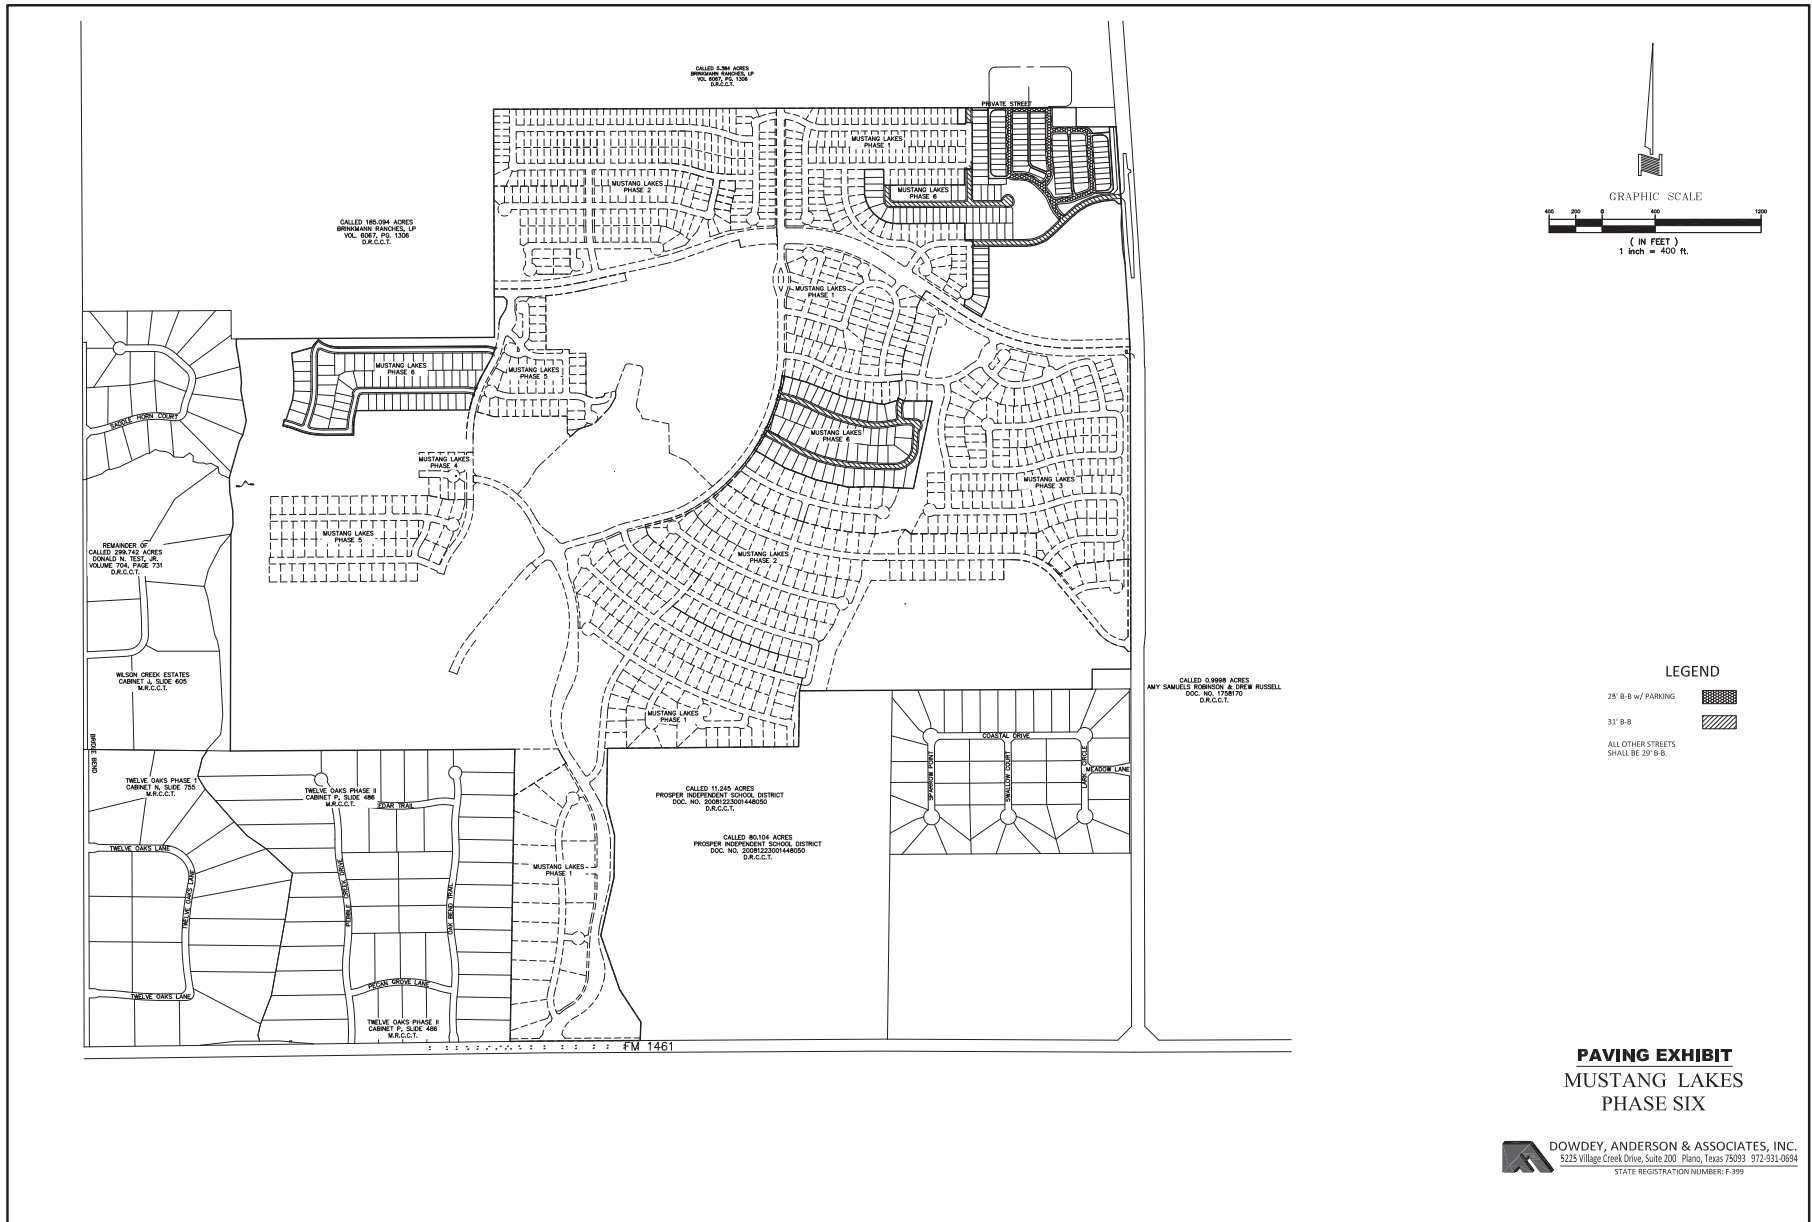 CALLED 5.384 ACRES
BRINKMANN RANCHES, LP
VOL 6067, PG. 1306
D.R.C.C.T.
PRIVATE STREET
MUSTANG LAKES
PHASE 1
MUSTANG LAKES
PHASE 2
MUSTANG LAKES
PHASE 6
CALLED 185.094 ACRES
BRINKMANN RANCHES, LP
VOL. 6067, PG. 1306
D.R.C.C.T.
GRAPHIC SCALE
400 200 0 400 1200
( IN FEET )
1 inch = 400 ft.
MUSTANG LAKES
PHASE 1
MUSTANG LAKES
PHASE 6
MUSTANG LAKES
PHASE 5
SADDLE HORN COURT
MUSTANG LAKES
PHASE 6
MUSTANG LAKES
PHASE 4
MUSTANG LAKES
PHASE 3
MUSTANG LAKES
PHASE 5
REMAINDER OF
CALLED 299.742 ACRES
DONALD N. TEST, JR.
VOLUME 704, PAGE 731
D.R.C.C.T.
MUSTANG LAKES
PHASE 2
WILSON CREEK ESTATES
CABINET J, SLIDE 605
M.R.C.C.T.
CALLED 0.9998 ACRES
AMY SAMUELS ROBINSON & DREW RUSSELL
DOC. NO. 1758170
D.R.C.C.T.
LEGEND
25' B-B w/ PARKING
31' B-B
ALL OTHER STREETS
SHALL BE 29' B-B.
MUSTANG LAKES
PHASE 1
BRIDLE BEND
COASTAL DRIVE
SPARROW POINT
SWALLOW COURT
LARK CIRCLE
MEADOW LANE
TWELVE OAKS PHASE 1
CABINET N, SLIDE 755
M.R.C.C.T.
TWELVE OAKS PHASE II
CABINET P, SLIDE 486
M.R.C.C.T.
EDAR TRAIL
CALLED 11.245 ACRES
PROSPER INDEPENDENT SCHOOL DISTRICT
DOC. NO. 20081223001448050
D.R.C.C.T.
CALLED 80.104 ACRES
PROSPER INDEPENDENT SCHOOL DISTRICT
DOC. NO. 20081223001448050
D.R.C.C.T.
TWELVE OAKS LANE
TWELVE OAKS LANE
PEBBLE CREEK DRIVE
OAK BEND TRAIL
MUSTANG LAKES
PHASE 1
PECAN GROVE LANE
TWELVE OAKS LANE
TWELVE OAKS PHASE II
CABINET P, SLIDE 486
M.R.C.C.T.
FM 1461
PAVING EXHIBIT
MUSTANG LAKES
PHASE SIX
DOWDEY, ANDERSON & ASSOCIATES, INC.
5225 Village Creek Drive, Suite 200 Plano, Texas 75093 972-931-0694
STATE REGISTRATION NUMBER: F-399